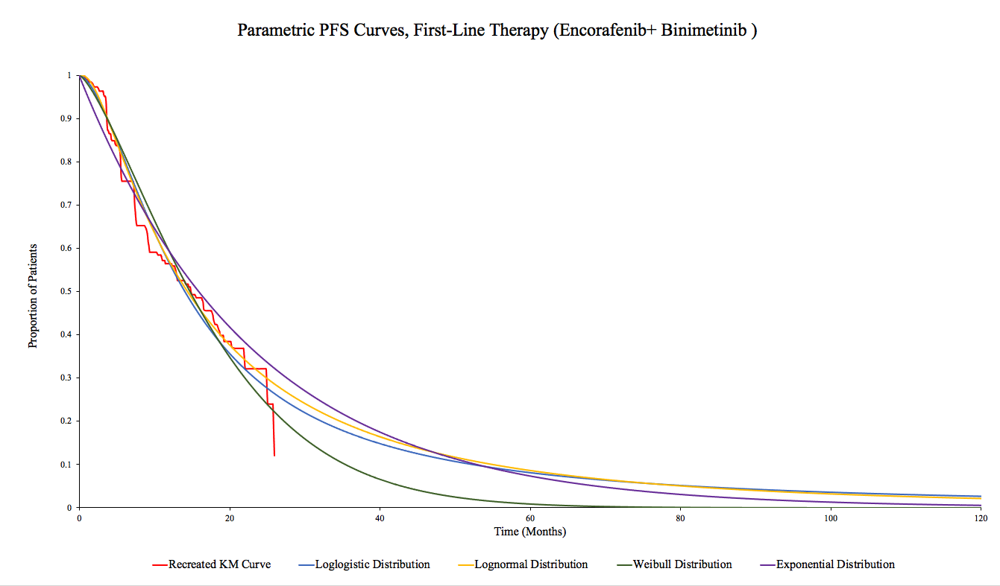 Parametric PFS Curves, First-Line Therapy (Encorafenib+ Binimetinib )
Proportion of Patients
1
0.9
0.8
0.7
0.6
0.5
0.4
0.3
0.2
0.1
0
0 20 40 60 80 100 120
Time (Months)
Recreated KM Curve Loglogistic Distribution Lognormal Distribution Weibull Distribution Exponential Distribution